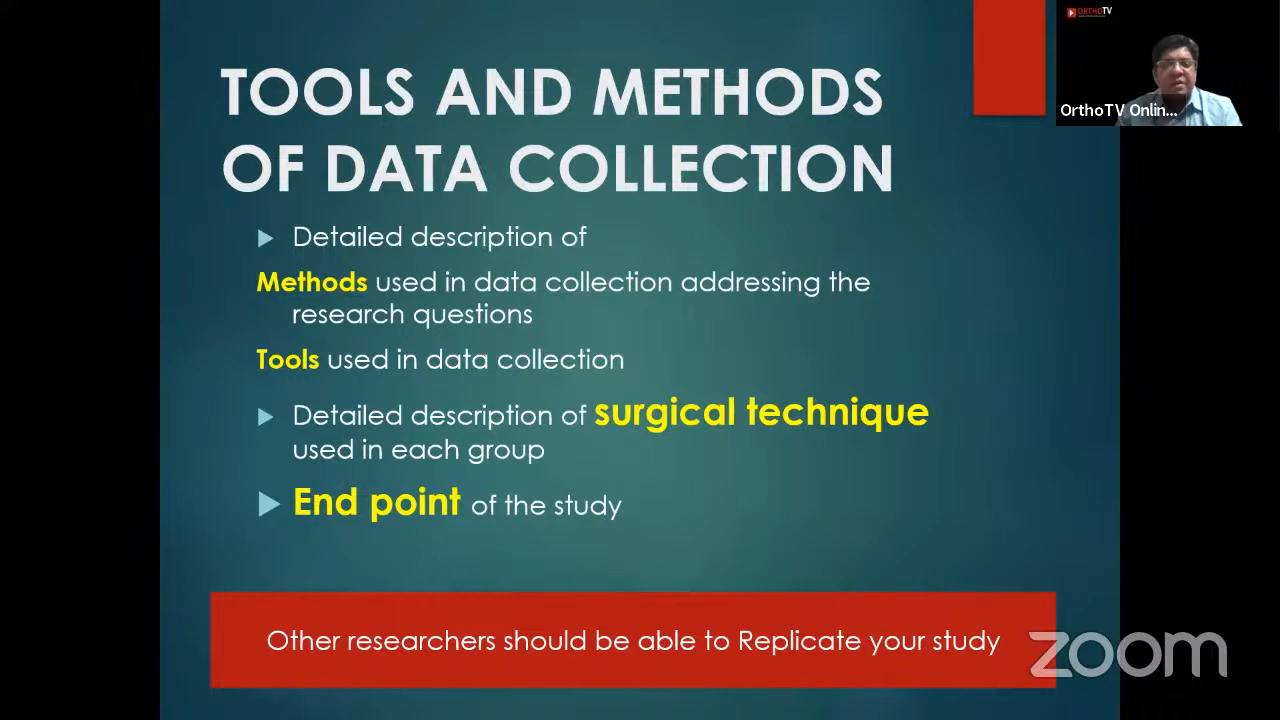 ORTHOTV
OrthoTV Onlin...
TOOLS AND METHODS
OF DATA COLLECTION
Detailed description of
Methods used in data collection addressing the
research questions
Tools used in data collection
Detailed description of surgical technique
used in each group
End point of the study
Other researchers should be able to Replicate your study
zoom